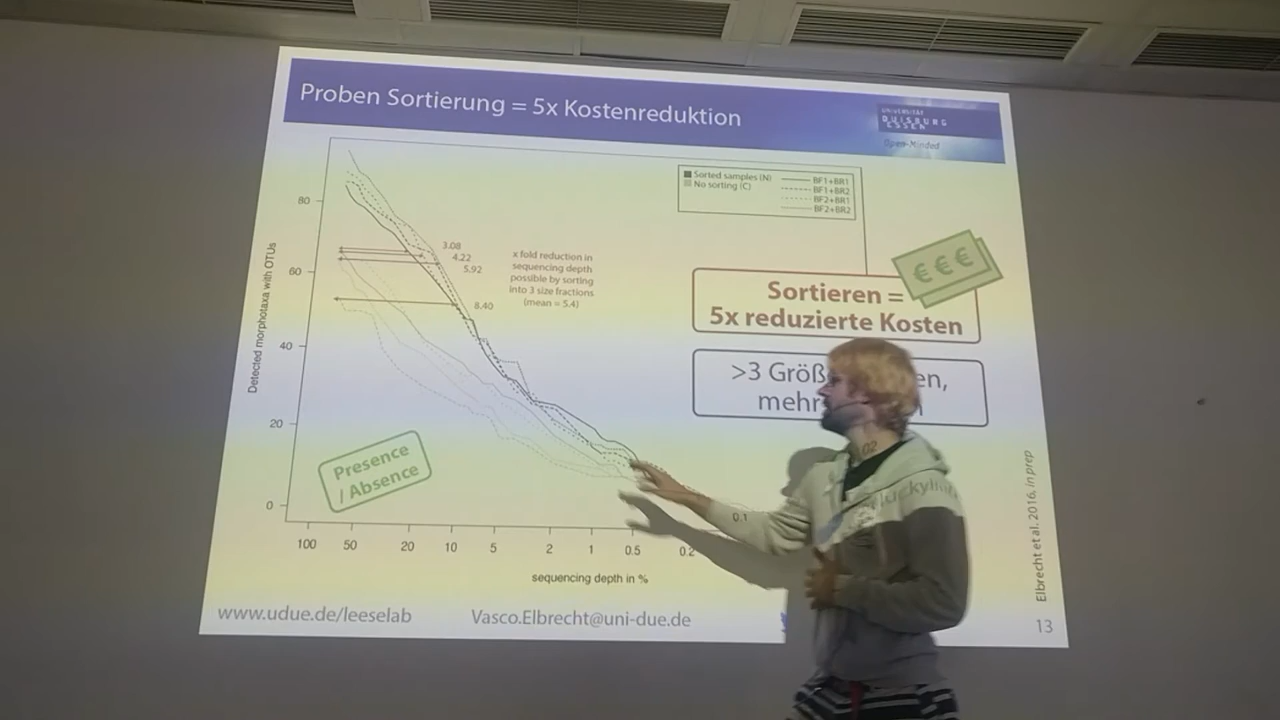 Proben Sortierung = 5x Kostenreduktion
UNIVERSITÄT
DUISBURG
ESSEN
Open-Minded
Sorted samples (N)
No sorting (C)
BF1+BR1
BF1+BR2
BF2+BR1
BF2+BR2
80
60
40
20
0
Detected morphotaxa with OTUs
3.08
4.22
5.92
8.40
x fold reduction in
sequencing depth
possible by sorting
into 3 size fractions
(mean = 5.4)
€€€
Sortieren =
5x reduzierte Kosten
>3 Größ en,
mehr
Presence
/ Absence
100 50 20 10 5 2 1 0.5 0.2 0.1
sequencing depth in %
Elbrecht et al. 2016, in prep
www.udue.de/leeselab
Vasco.Elbrecht@uni-due.de
13